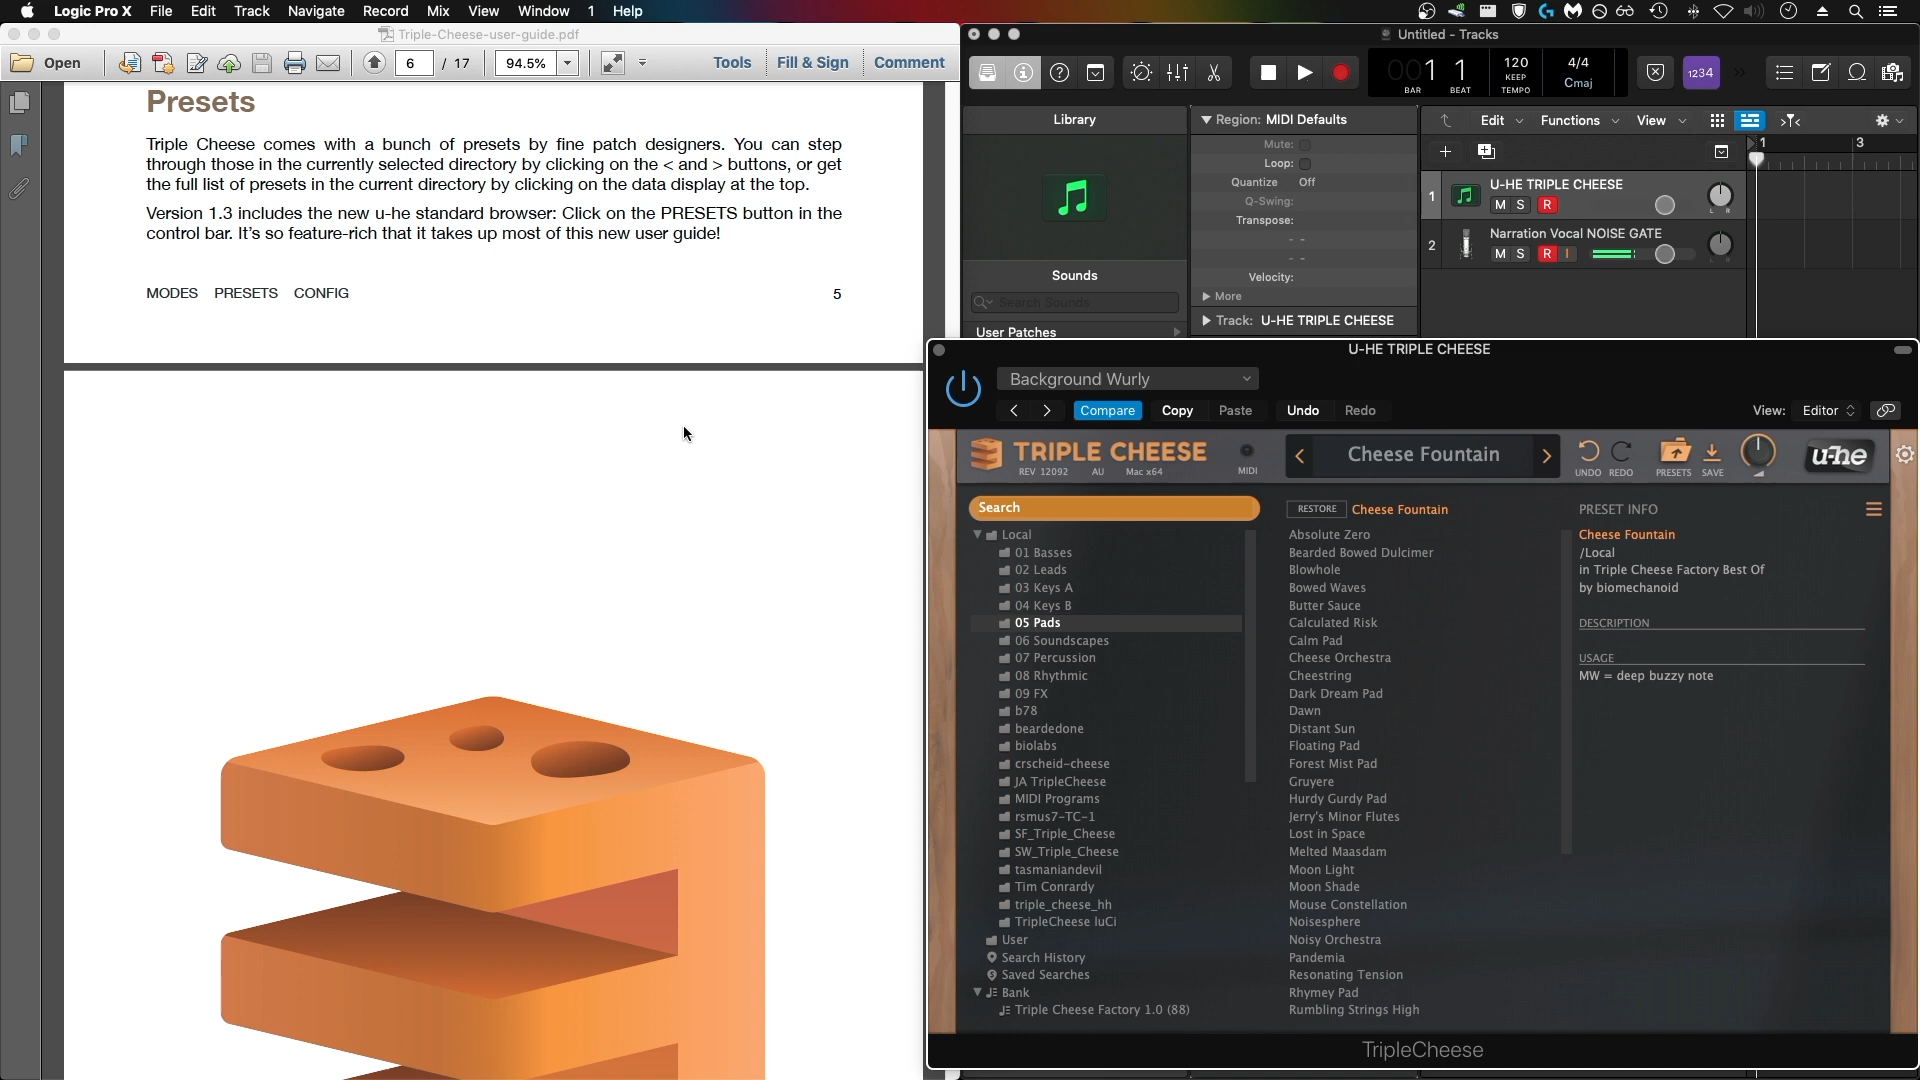 Logic Pro X File Edit Track Navigate Record Mix View Window 1 Help
Triple-Cheese-user-guide.pdf
Open 6 / 17 94.5% Tools Fill & Sign Comment
Presets
Triple Cheese comes with a bunch of presets by fine patch designers. You can step
through those in the currently selected directory by clicking on the < and > buttons, or get
the full list of presets in the current directory by clicking on the data display at the top.
Version 1.3 includes the new u-he standard browser: Click on the PRESETS button in the
control bar. It's so feature-rich that it takes up most of this new user guide!
MODES PRESETS CONFIG 5
Untitled - Tracks
001 1 120 4/4
KEEP Cmaj
BAR BEAT TEMPO
1234
Library
Sounds
Search Sounds
User Patches
Region: MIDI Defaults
Mute:
Loop:
Quantize Off
Q-Swing:
Transpose:
- -
- -
Velocity:
More
Track: U-HE TRIPLE CHEESE
Edit Functions View
1 3
1 U-HE TRIPLE CHEESE
M S R L R
2 Narration Vocal NOISE GATE
M S R I L R
U-HE TRIPLE CHEESE
Background Wurly
Compare Copy Paste Undo Redo View: Editor
TRIPLE CHEESE
REV 12092 AU Mac x64
MIDI
Cheese Fountain
UNDO REDO PRESETS SAVE
u-he
Search
Local
01 Basses
02 Leads
03 Keys A
04 Keys B
05 Pads
06 Soundscapes
07 Percussion
08 Rhythmic
09 FX
b78
beardedone
biolabs
crscheid-cheese
JA TripleCheese
MIDI Programs
rsmus7-TC-1
SF_Triple_Cheese
SW_Triple_Cheese
tasmaniandevil
Tim Conrardy
triple_cheese_hh
TripleCheese luCi
User
Search History
Saved Searches
Bank
Triple Cheese Factory 1.0 (88)
RESTORE Cheese Fountain
Absolute Zero
Bearded Bowed Dulcimer
Blowhole
Bowed Waves
Butter Sauce
Calculated Risk
Calm Pad
Cheese Orchestra
Cheestring
Dark Dream Pad
Dawn
Distant Sun
Floating Pad
Forest Mist Pad
Gruyere
Hurdy Gurdy Pad
Jerry's Minor Flutes
Lost in Space
Melted Maasdam
Moon Light
Moon Shade
Mouse Constellation
Noisesphere
Noisy Orchestra
Pandemia
Resonating Tension
Rhymey Pad
Rumbling Strings High
PRESET INFO
Cheese Fountain
/Local
in Triple Cheese Factory Best Of
by biomechanoid
DESCRIPTION
USAGE
MW = deep buzzy note
TripleCheese